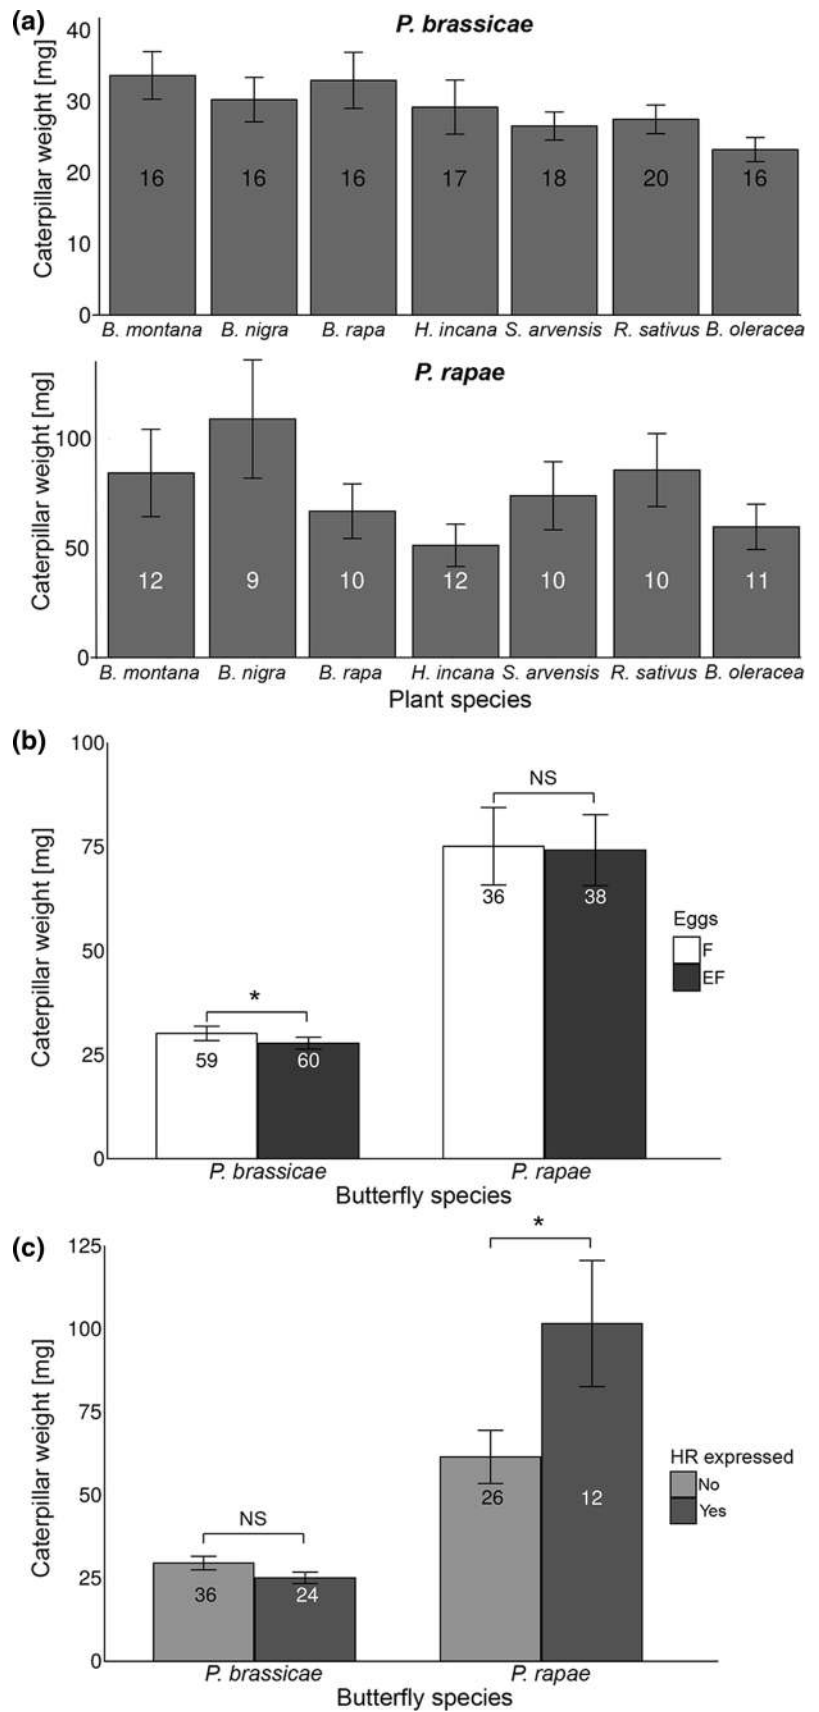 (a)
P. brassicae
Caterpillar weight [mg]
40
30
20
10
0
16 16 16 17 18 20 16
B. montana B. nigra B. rapa H. incana S. arvensis R. sativus B. oleracea
P. rapae
Caterpillar weight [mg]
100
50
0
12 9 10 12 10 10 11
B. montana B. nigra B. rapa H. incana S. arvensis R. sativus B. oleracea
Plant species
(b)
Caterpillar weight [mg]
100
75
50
25
0
NS
36 38
*
59 60
Eggs
F
EF
P. brassicae P. rapae
Butterfly species
(c)
Caterpillar weight [mg]
125
100
75
50
25
0
*
26 12
NS
36 24
HR expressed
No
Yes
P. brassicae P. rapae
Butterfly species